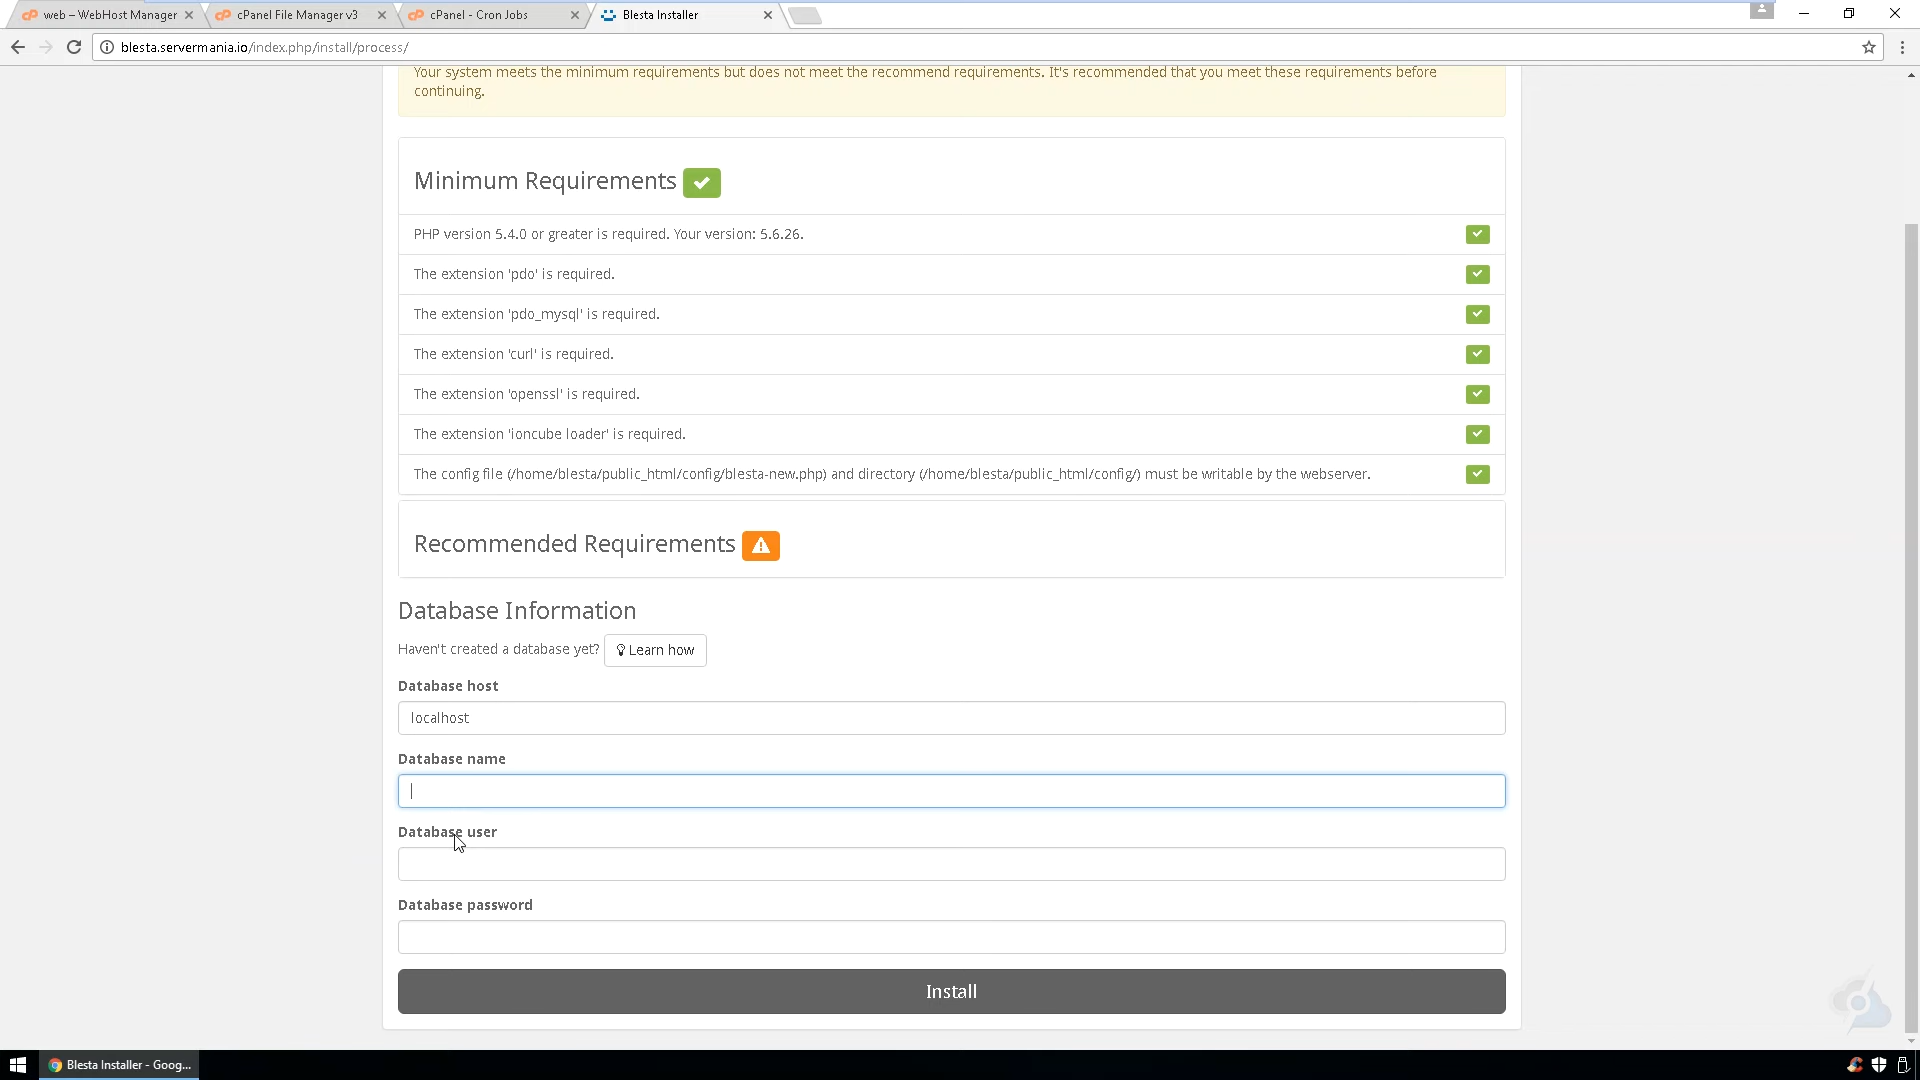 web – WebHost Manager
cPanel File Manager v3
cPanel - Cron Jobs
Blesta Installer
blesta.servermania.io/index.php/install/process/
Your system meets the minimum requirements but does not meet the recommend requirements. It's recommended that you meet these requirements before
continuing.
Minimum Requirements
PHP version 5.4.0 or greater is required. Your version: 5.6.26.
The extension 'pdo' is required.
The extension 'pdo_mysql' is required.
The extension 'curl' is required.
The extension 'openssl' is required.
The extension 'ioncube loader' is required.
The config file (/home/blesta/public_html/config/blesta-new.php) and directory (/home/blesta/public_html/config/) must be writable by the webserver.
Recommended Requirements
Database Information
Haven't created a database yet? Learn how
Database host
localhost
Database name
Database user
Database password
Install
Blesta Installer - Goog...